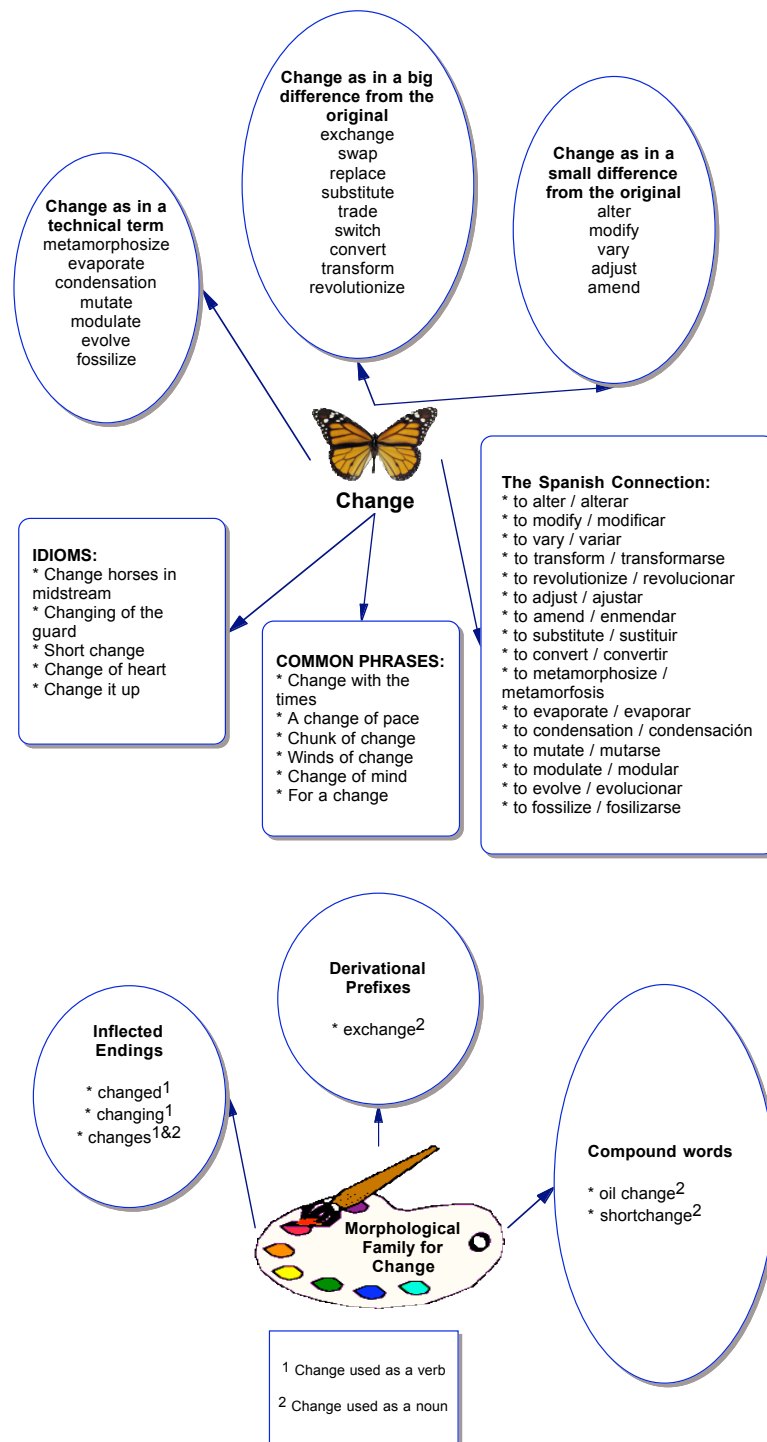 Change as in a big
difference from the
original
exchange
swap
replace
substitute
trade
switch
convert
transform
revolutionize
Change as in a
small difference
from the original
alter
modify
vary
adjust
amend
Change as in a
technical term
metamorphosize
evaporate
condensation
mutate
modulate
evolve
fossilize
Change
The Spanish Connection:
* to alter / alterar
* to modify / modificar
* to vary / variar
* to transform / transformarse
* to revolutionize / revolucionar
* to adjust / ajustar
* to amend / enmendar
* to substitute / sustituir
* to convert / convertir
* to metamorphosize /
metamorfosis
* to evaporate / evaporar
* to condensation / condensación
* to mutate / mutarse
* to modulate / modular
* to evolve / evolucionar
* to fossilize / fosilizarse
IDIOMS:
* Change horses in
midstream
* Changing of the
guard
* Short change
* Change of heart
* Change it up
COMMON PHRASES:
* Change with the
times
* A change of pace
* Chunk of change
* Winds of change
* Change of mind
* For a change
Derivational
Prefixes
* exchange2
Inflected
Endings
* changed1
* changing1
* changes1&2
Compound words
* oil change2
* shortchange2
Morphological
Family for
Change
1 Change used as a verb
2 Change used as a noun